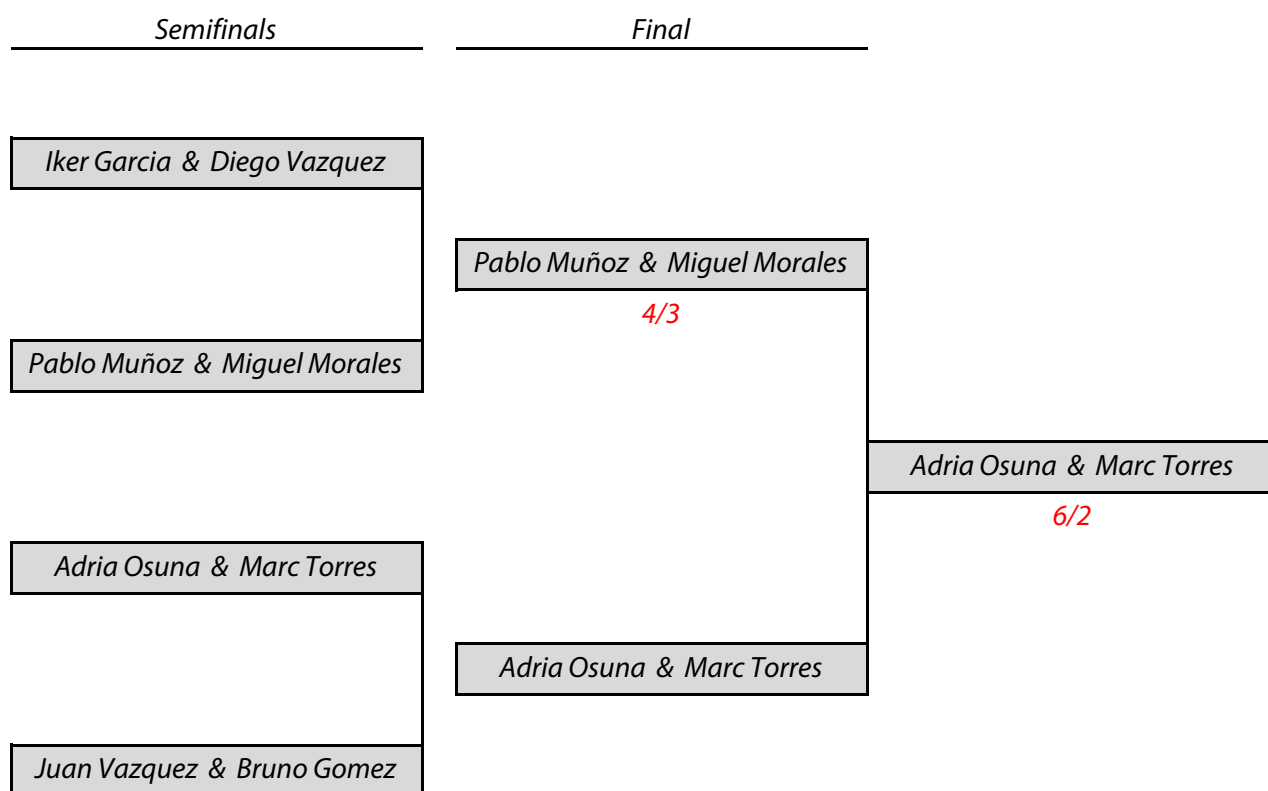 Semifinals
Final
Iker Garcia & Diego Vazquez
Pablo Muñoz & Miguel Morales
4/3
Pablo Muñoz & Miguel Morales
Adria Osuna & Marc Torres
6/2
Adria Osuna & Marc Torres
Adria Osuna & Marc Torres
Juan Vazquez & Bruno Gomez